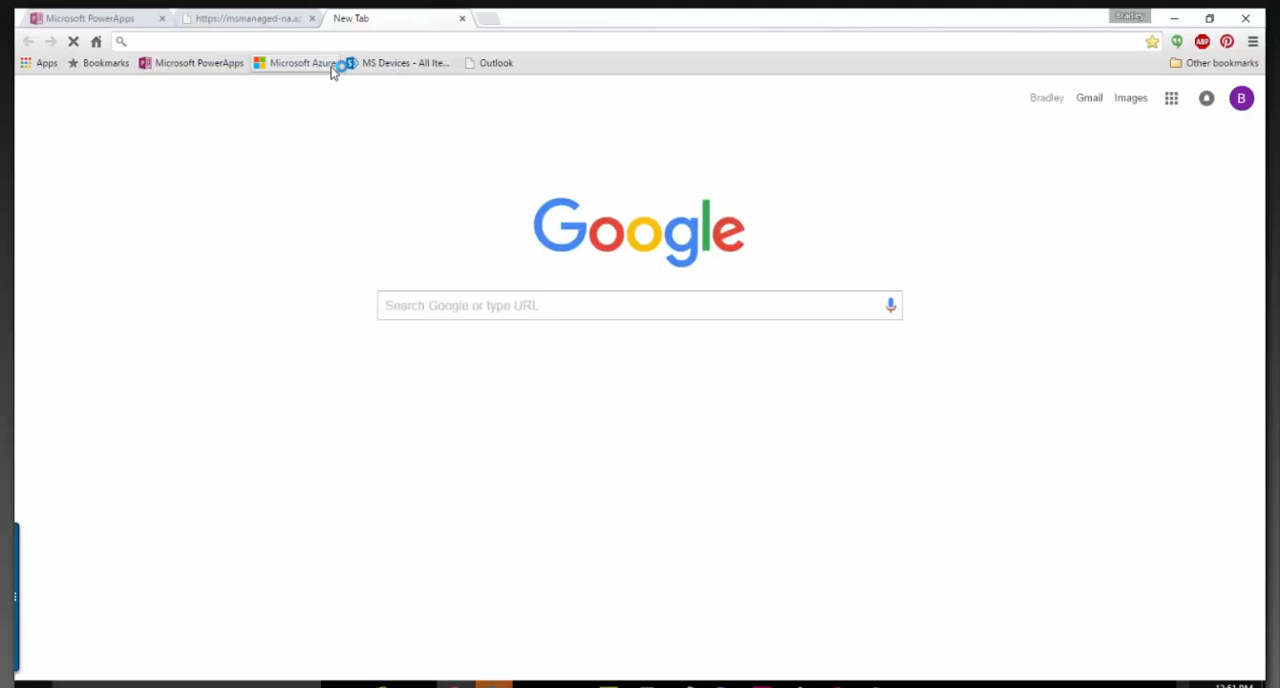 Microsoft PowerApps
https://msmanaged-na.a
New Tab
Bradley
Apps
Bookmarks
Microsoft PowerApps
Microsoft Azure
MS Devices - All Ite...
Outlook
Other bookmarks
Bradley
Gmail
Images
B
Google
Search Google or type URL